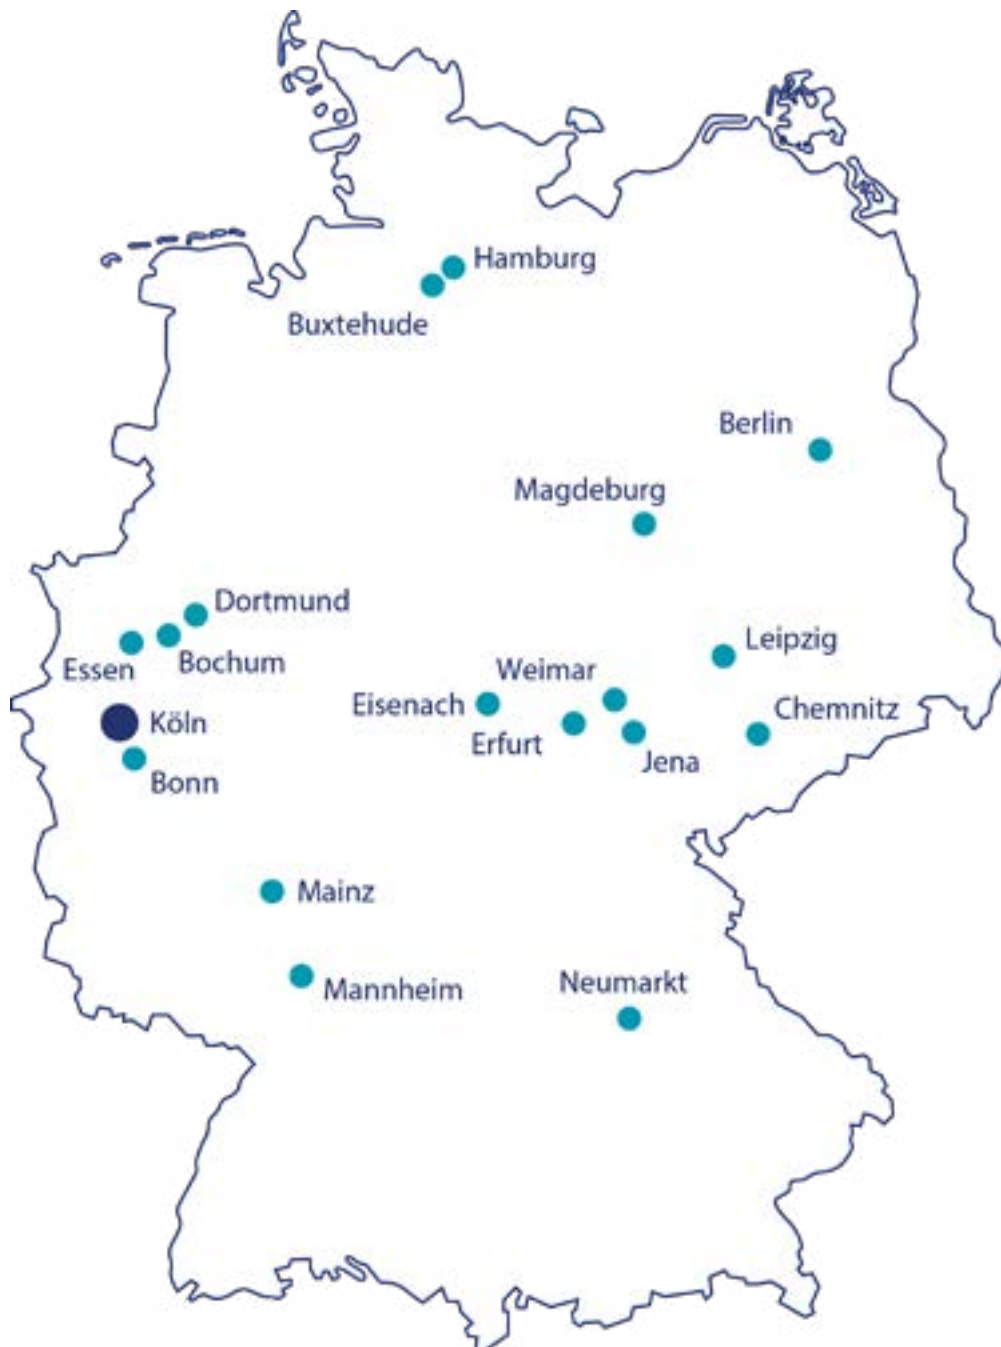 Hamburg
Buxtehude
Berlin
Magdeburg
Dortmund
Bochum
Essen
Leipzig
Weimar
Eisenach
Köln
Chemnitz
Erfurt
Jena
Bonn
Mainz
Mannheim
Neumarkt